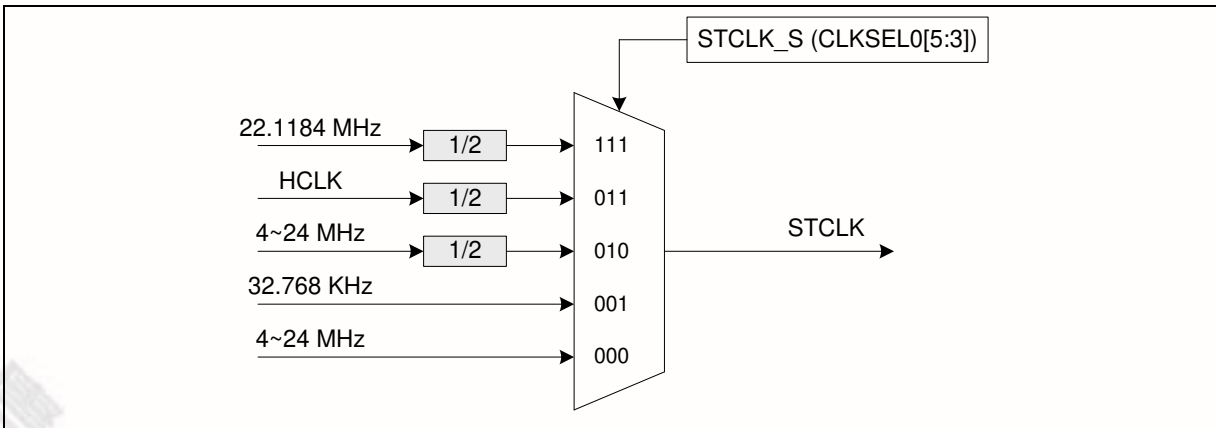 STCLK_S (CLKSEL0[5:3])
22.1184 MHz
1/2
111
HCLK
1/2
011
4~24 MHz
1/2
010
STCLK
32.768 KHz
001
4~24 MHz
000